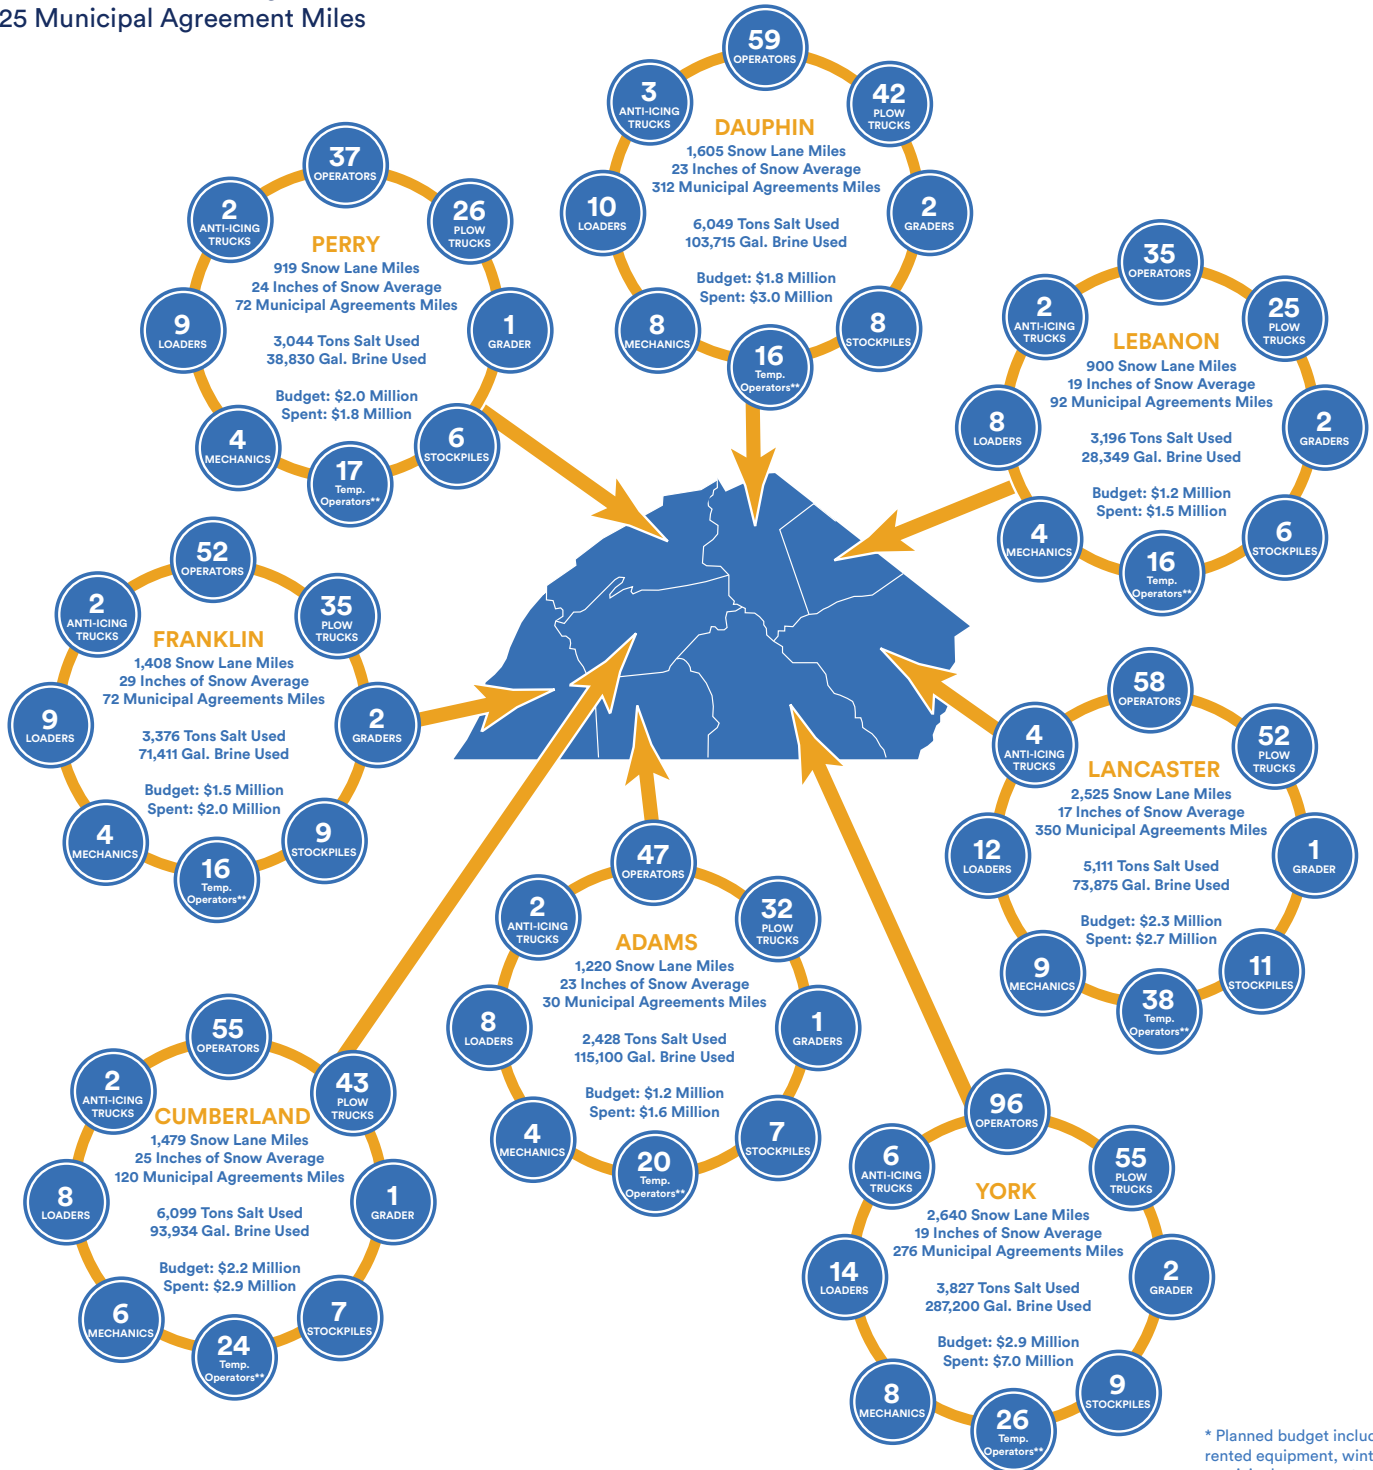 25 Municipal Agreement Miles
59
OPERATORS
3
ANTI-ICING
TRUCKS
42
PLOW
TRUCKS
DAUPHIN
1,605 Snow Lane Miles
23 Inches of Snow Average
312 Municipal Agreements Miles
10
LOADERS
2
GRADERS
6,049 Tons Salt Used
103,715 Gal. Brine Used
Budget: $1.8 Million
Spent: $3.0 Million
8
MECHANICS
8
STOCKPILES
16
Temp.
Operators**
37
OPERATORS
2
ANTI-ICING
TRUCKS
26
PLOW
TRUCKS
PERRY
919 Snow Lane Miles
24 Inches of Snow Average
72 Municipal Agreements Miles
9
LOADERS
1
GRADER
3,044 Tons Salt Used
38,830 Gal. Brine Used
Budget: $2.0 Million
Spent: $1.8 Million
4
MECHANICS
6
STOCKPILES
17
Temp.
Operators**
35
OPERATORS
2
ANTI-ICING
TRUCKS
25
PLOW
TRUCKS
LEBANON
900 Snow Lane Miles
19 Inches of Snow Average
92 Municipal Agreements Miles
8
LOADERS
2
GRADERS
3,196 Tons Salt Used
28,349 Gal. Brine Used
Budget: $1.2 Million
Spent: $1.5 Million
4
MECHANICS
6
STOCKPILES
16
Temp.
Operators**
52
OPERATORS
2
ANTI-ICING
TRUCKS
35
PLOW
TRUCKS
FRANKLIN
1,408 Snow Lane Miles
29 Inches of Snow Average
72 Municipal Agreements Miles
9
LOADERS
2
GRADERS
3,376 Tons Salt Used
71,411 Gal. Brine Used
Budget: $1.5 Million
Spent: $2.0 Million
4
MECHANICS
9
STOCKPILES
16
Temp.
Operators**
58
OPERATORS
4
ANTI-ICING
TRUCKS
52
PLOW
TRUCKS
LANCASTER
2,525 Snow Lane Miles
17 Inches of Snow Average
350 Municipal Agreements Miles
12
LOADERS
1
GRADER
5,111 Tons Salt Used
73,875 Gal. Brine Used
Budget: $2.3 Million
Spent: $2.7 Million
9
MECHANICS
11
STOCKPILES
38
Temp.
Operators**
47
OPERATORS
2
ANTI-ICING
TRUCKS
32
PLOW
TRUCKS
ADAMS
1,220 Snow Lane Miles
23 Inches of Snow Average
30 Municipal Agreements Miles
8
LOADERS
1
GRADERS
2,428 Tons Salt Used
115,100 Gal. Brine Used
Budget: $1.2 Million
Spent: $1.6 Million
4
MECHANICS
7
STOCKPILES
20
Temp.
Operators**
55
OPERATORS
2
ANTI-ICING
TRUCKS
43
PLOW
TRUCKS
CUMBERLAND
1,479 Snow Lane Miles
25 Inches of Snow Average
120 Municipal Agreements Miles
8
LOADERS
1
GRADER
6,099 Tons Salt Used
93,934 Gal. Brine Used
Budget: $2.2 Million
Spent: $2.9 Million
6
MECHANICS
7
STOCKPILES
24
Temp.
Operators**
96
OPERATORS
6
ANTI-ICING
TRUCKS
55
PLOW
TRUCKS
YORK
2,640 Snow Lane Miles
19 Inches of Snow Average
276 Municipal Agreements Miles
14
LOADERS
2
GRADER
3,827 Tons Salt Used
287,200 Gal. Brine Used
Budget: $2.9 Million
Spent: $7.0 Million
8
MECHANICS
9
STOCKPILES
26
Temp.
Operators**
* Planned budget includ
rented equipment, wint